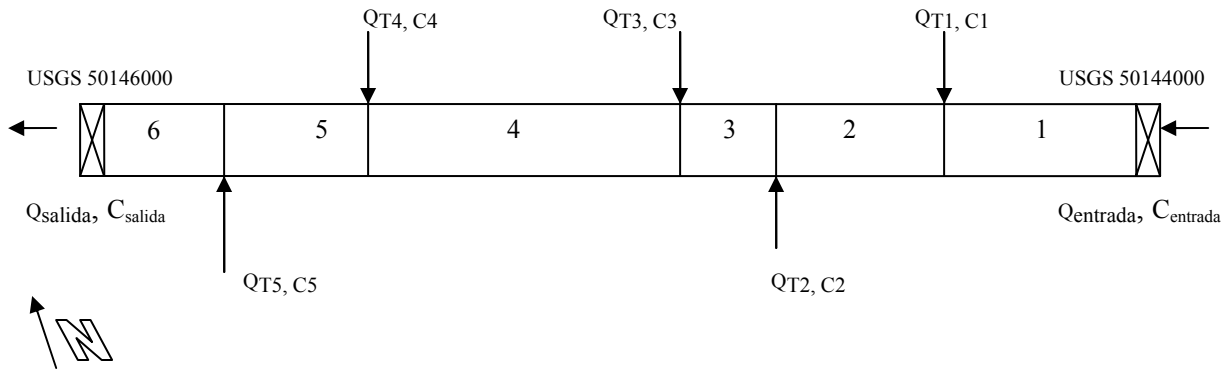 QT4, C4
QT3, C3
QT1, C1
USGS 50146000
USGS 50144000
6 5 4 3 2 1
Qsalida, Csalida
Qentrada, Centrada
QT5, C5
QT2, C2
N